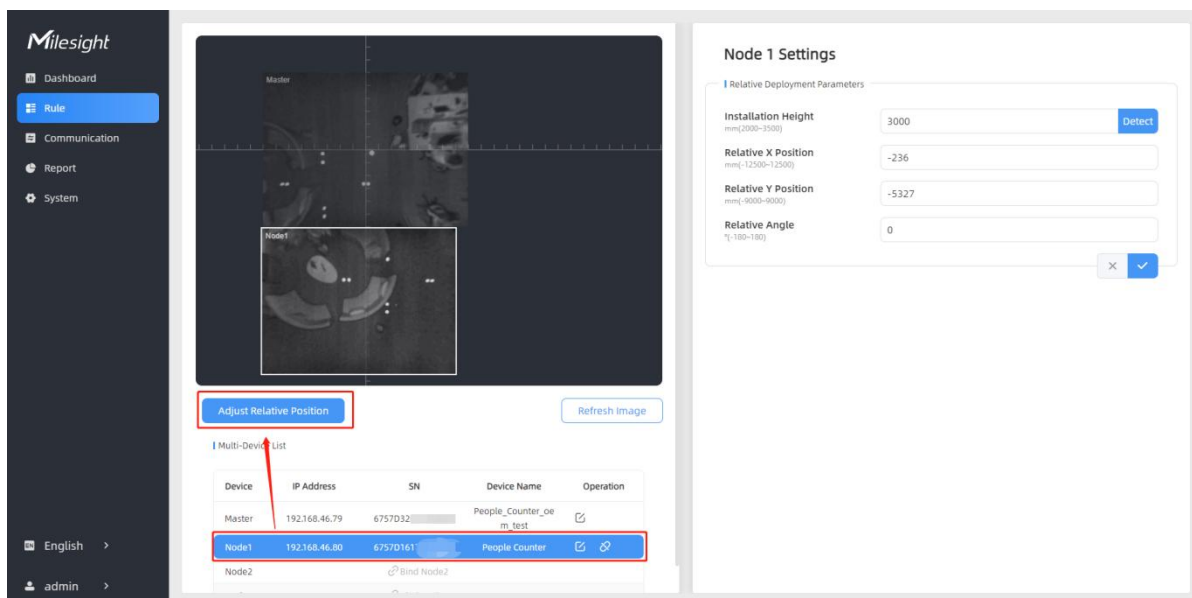 Milesight
Dashboard
Rule
Communication
Report
System
English >
admin >
Master
Node1
Adjust Relative Position
Refresh Image
Multi-Device List
Device IP Address SN Device Name Operation
Master 192.168.46.79 6757D32 People_Counter_oe
m_test
Node1 192.168.46.80 6757D161 People Counter
Node2 Bind Node2
Node 1 Settings
Relative Deployment Parameters
Installation Height
mm(2000~3500)
3000 Detect
Relative X Position
mm(-12500~12500)
-236
Relative Y Position
mm(-9000~9000)
-5327
Relative Angle
°(-180~180)
0